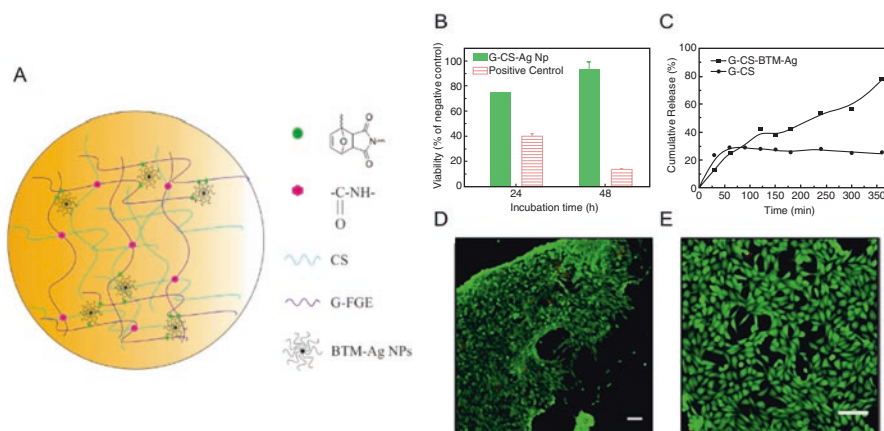 A
O
O
N
O
-C-NH-
O
CS
G-FGE
BTM-Ag NPs
B
Viability (% of negative control)
100
80
60
40
20
0
G-CS-Ag Np
Positive Control
24
48
Incubation time (h)
C
Cumulative Release (%)
100
80
60
40
20
0
G-CS-BTM-Ag
G-CS
0
50
100
150
200
250
300
350
Time (min)
D
E